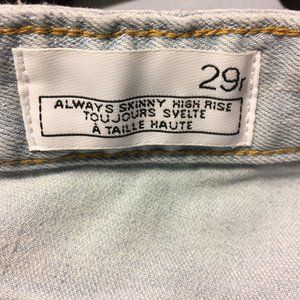 29r
ALWAYS SKINNY HIGH RISE
TOUJOURS SVELTE
À TAILLE HAUTE